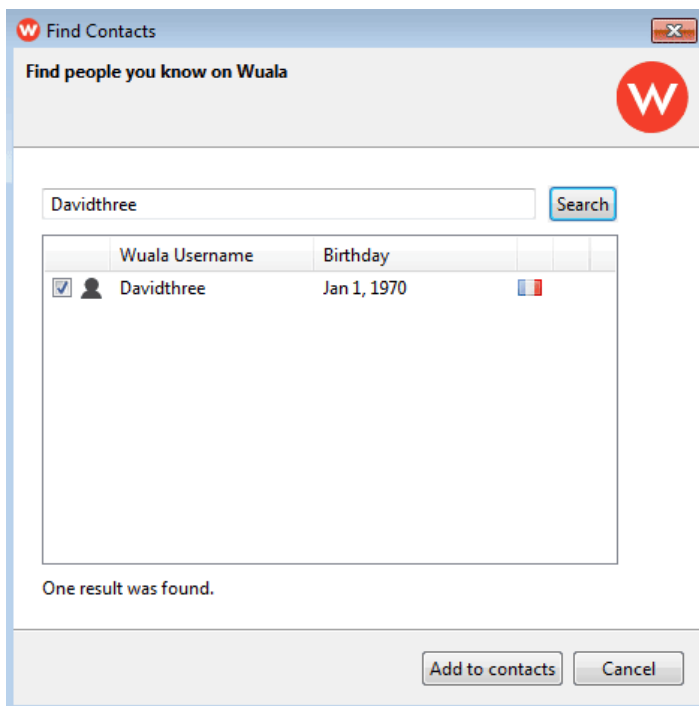 Find Contacts
Find people you know on Wuala
W
Davidthree
Search
Wuala Username Birthday
Davidthree Jan 1, 1970
One result was found.
Add to contacts Cancel